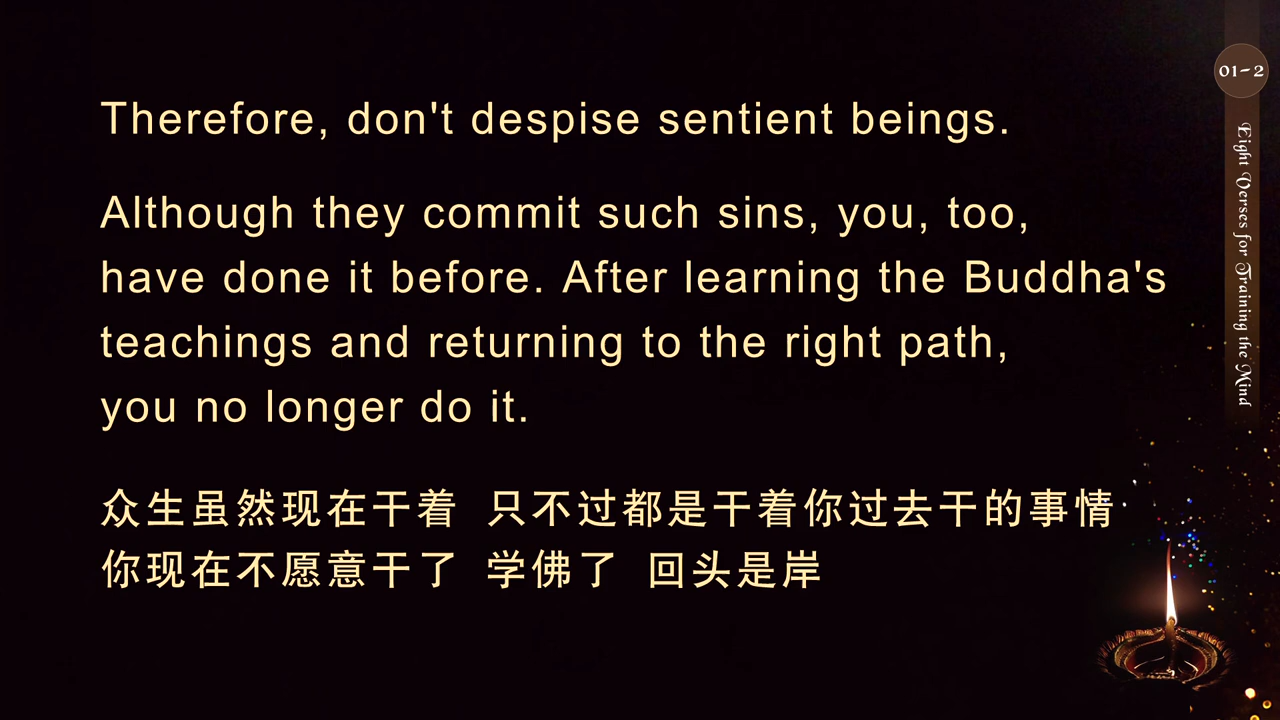 Therefore, don't despise sentient beings.
Although they commit such sins, you, too,
have done it before. After learning the Buddha's
teachings and returning to the right path,
you no longer do it.
众生虽然现在干着 只不过都是干着你过去干的事情
你现在不愿意干了 学佛了 回头是岸
01-2
Eight Verses for Training the Mind